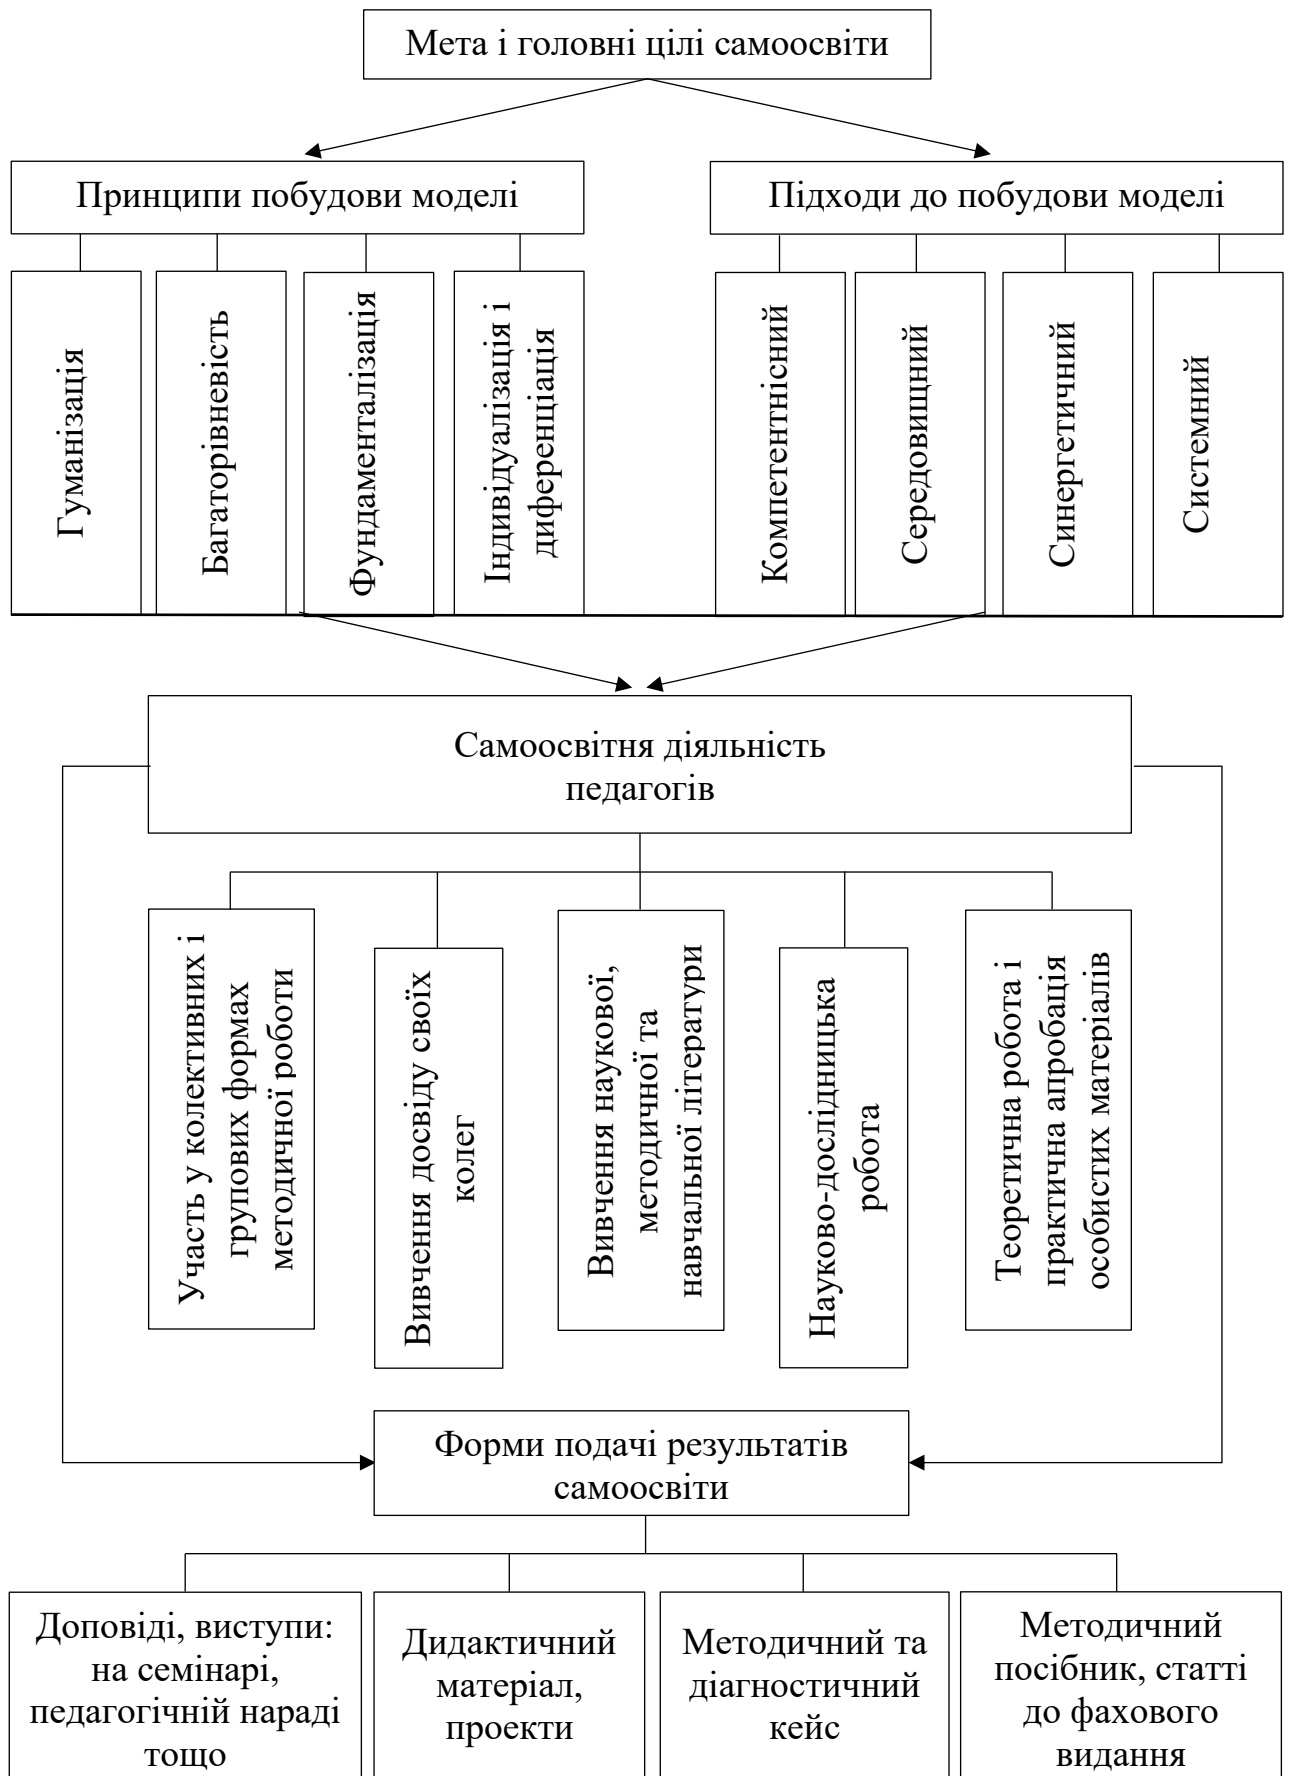 Мета і головні цілі самоосвіти
Принципи побудови моделі
Підходи до побудови моделі
Гуманізація
Багаторівневість
Фундаменталізація
Індивідуалізація і
диференціація
Компетентнісний
Середовищний
Синергетичний
Системний
Самоосвітня діяльність
педагогів
Участь у колективних і
групових формах
методичної роботи
Вивчення досвіду своїх
колег
Вивчення наукової,
методичної та
навчальної літератури
Науково-дослідницька
робота
Теоретична робота і
практична апробація
особистих матеріалів
Форми подачі результатів
самоосвіти
Доповіді, виступи:
на семінарі,
педагогічній нараді
тощо
Дидактичний
матеріал,
проекти
Методичний та
діагностичний
кейс
Методичний
посібник, статті
до фахового
видання